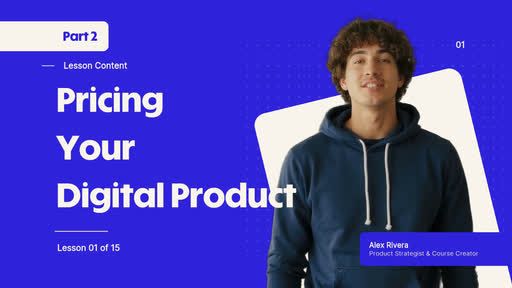 Part 2
01
Lesson Content
Pricing
Your
Digital Product
Lesson 01 of 15
Alex Rivera
Product Strategist & Course Creator